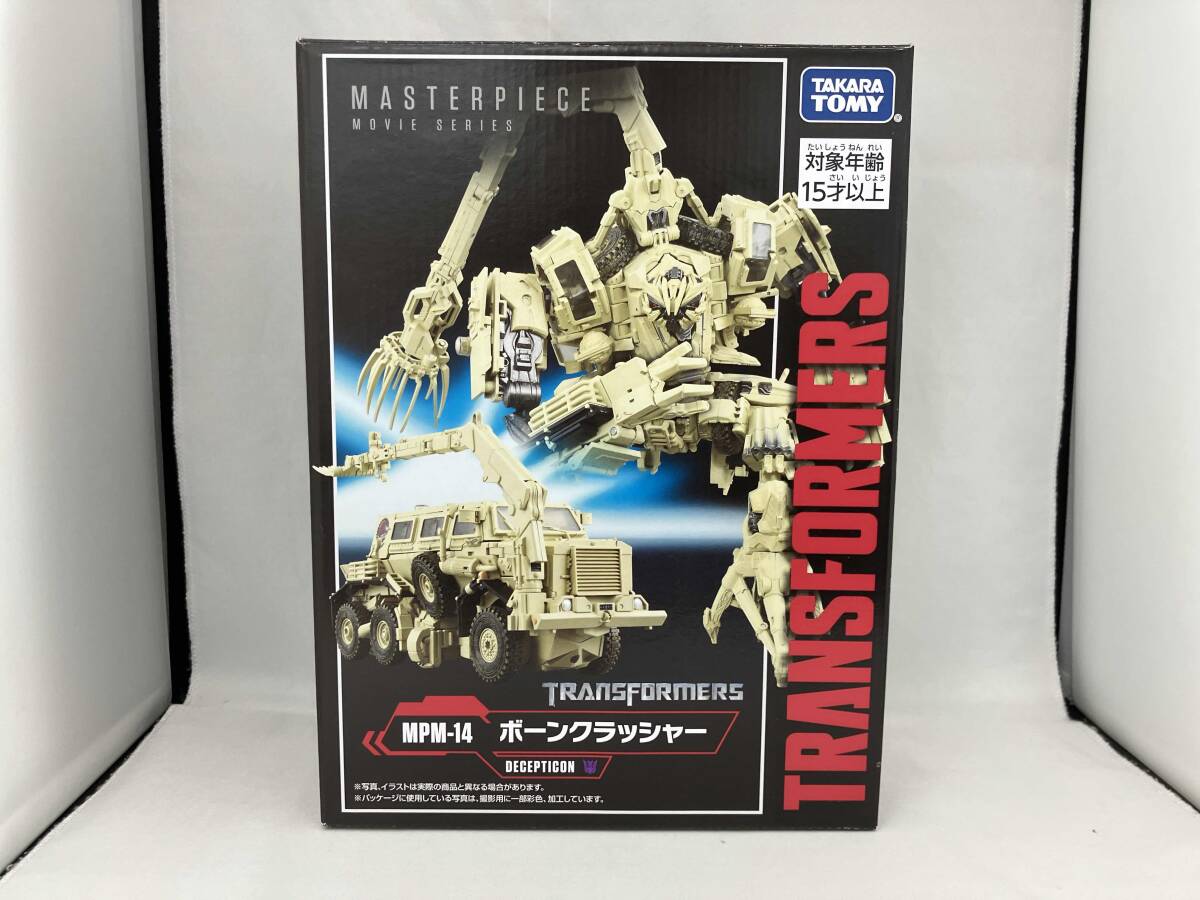 MASTERPIECE
MOVIE SERIES
TAKARA
TOMY
たいしょうねんれい
対象年齢
さいいじょう
15才以上
TRANSFORMERS
TRANSFORMERS
MPM-14 ボーンクラッシャー
DECEPTICON
※写真、イラストは実際の商品と異なる場合があります。
※パッケージに使用している写真は、撮影用に一部彩色、加工しています。